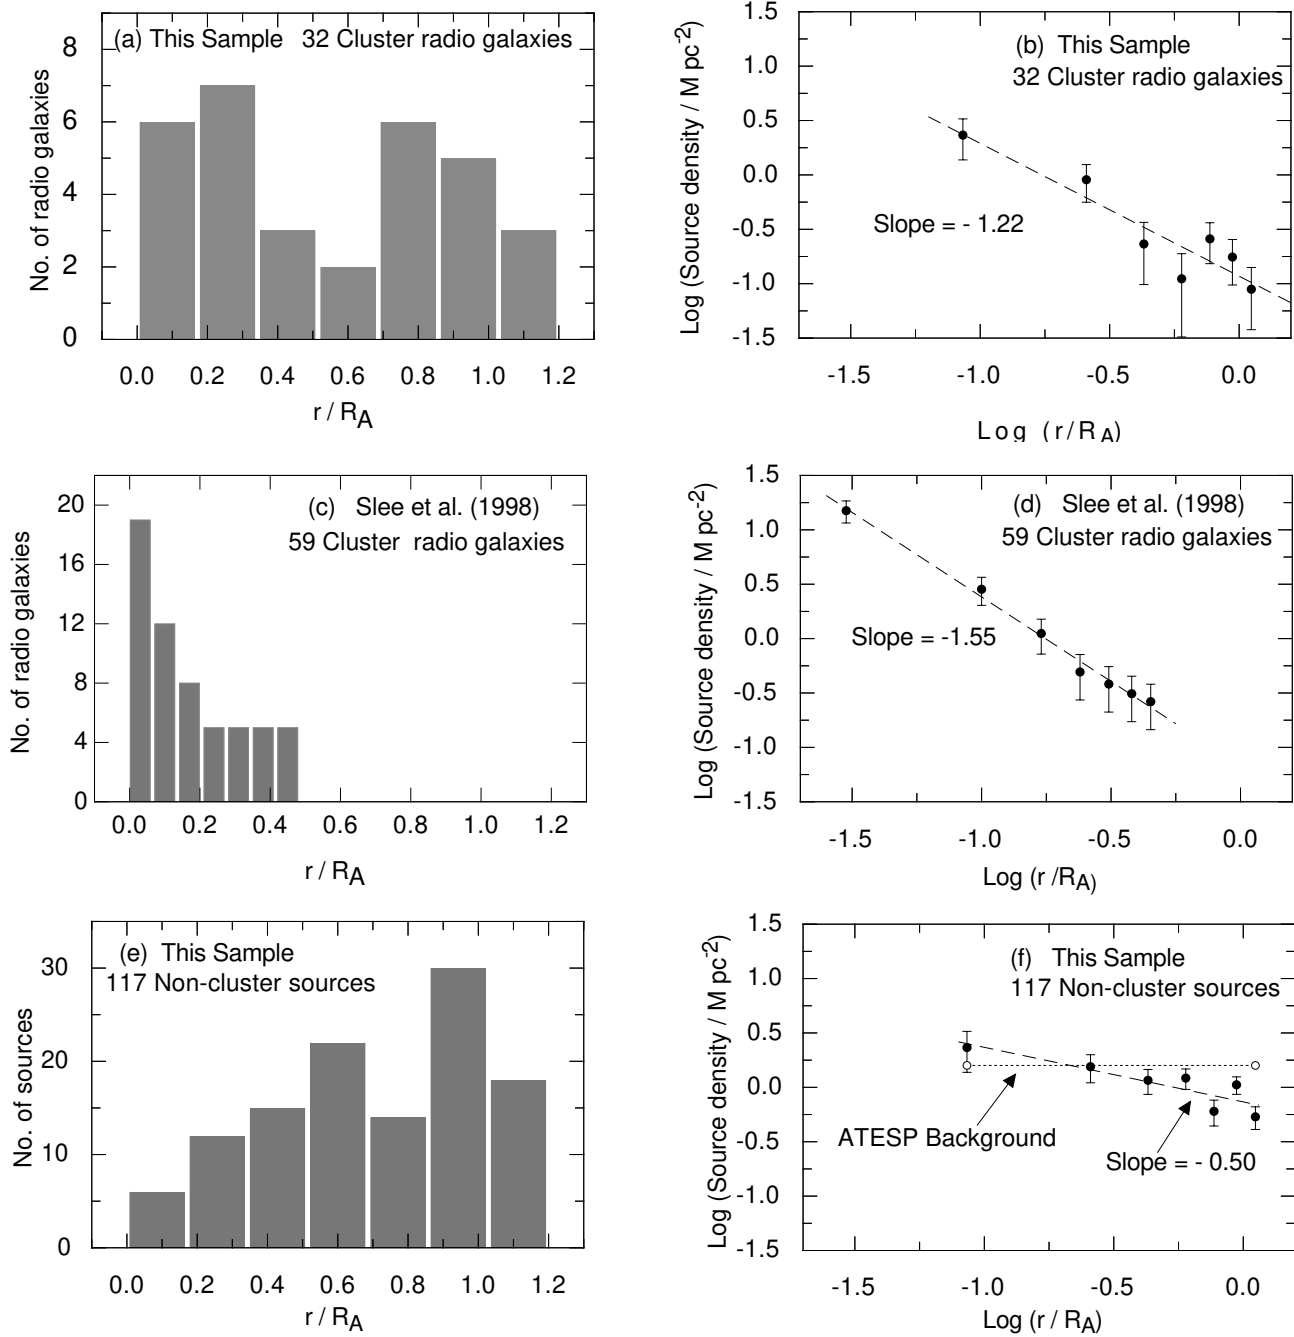 (a) This Sample 32 Cluster radio galaxies
No. of radio galaxies
8
6
4
2
0
0.0 0.2 0.4 0.6 0.8 1.0 1.2
r / RA
(b) This Sample
32 Cluster radio galaxies
Log (Source density / M pc-2)
1.5
1.0
0.5
0.0
-0.5
-1.0
-1.5
Slope = - 1.22
-1.5 -1.0 -0.5 0.0
Log (r/RA)
(c) Slee et al. (1998)
59 Cluster radio galaxies
No. of radio galaxies
20
16
12
8
4
0
0.0 0.2 0.4 0.6 0.8 1.0 1.2
r / RA
(d) Slee et al. (1998)
59 Cluster radio galaxies
Log (Source density / M pc-2)
1.5
1.0
0.5
0.0
-0.5
-1.0
-1.5
Slope = -1.55
-1.5 -1.0 -0.5 0.0
Log (r /RA)
(e) This Sample
117 Non-cluster sources
No. of sources
30
20
10
0
0.0 0.2 0.4 0.6 0.8 1.0 1.2
r / RA
(f) This Sample
117 Non-cluster sources
Log (Source density / M pc-2)
1.5
1.0
0.5
0.0
-0.5
-1.0
-1.5
ATESP Background
Slope = - 0.50
-1.5 -1.0 -0.5 0.0
Log (r / RA)